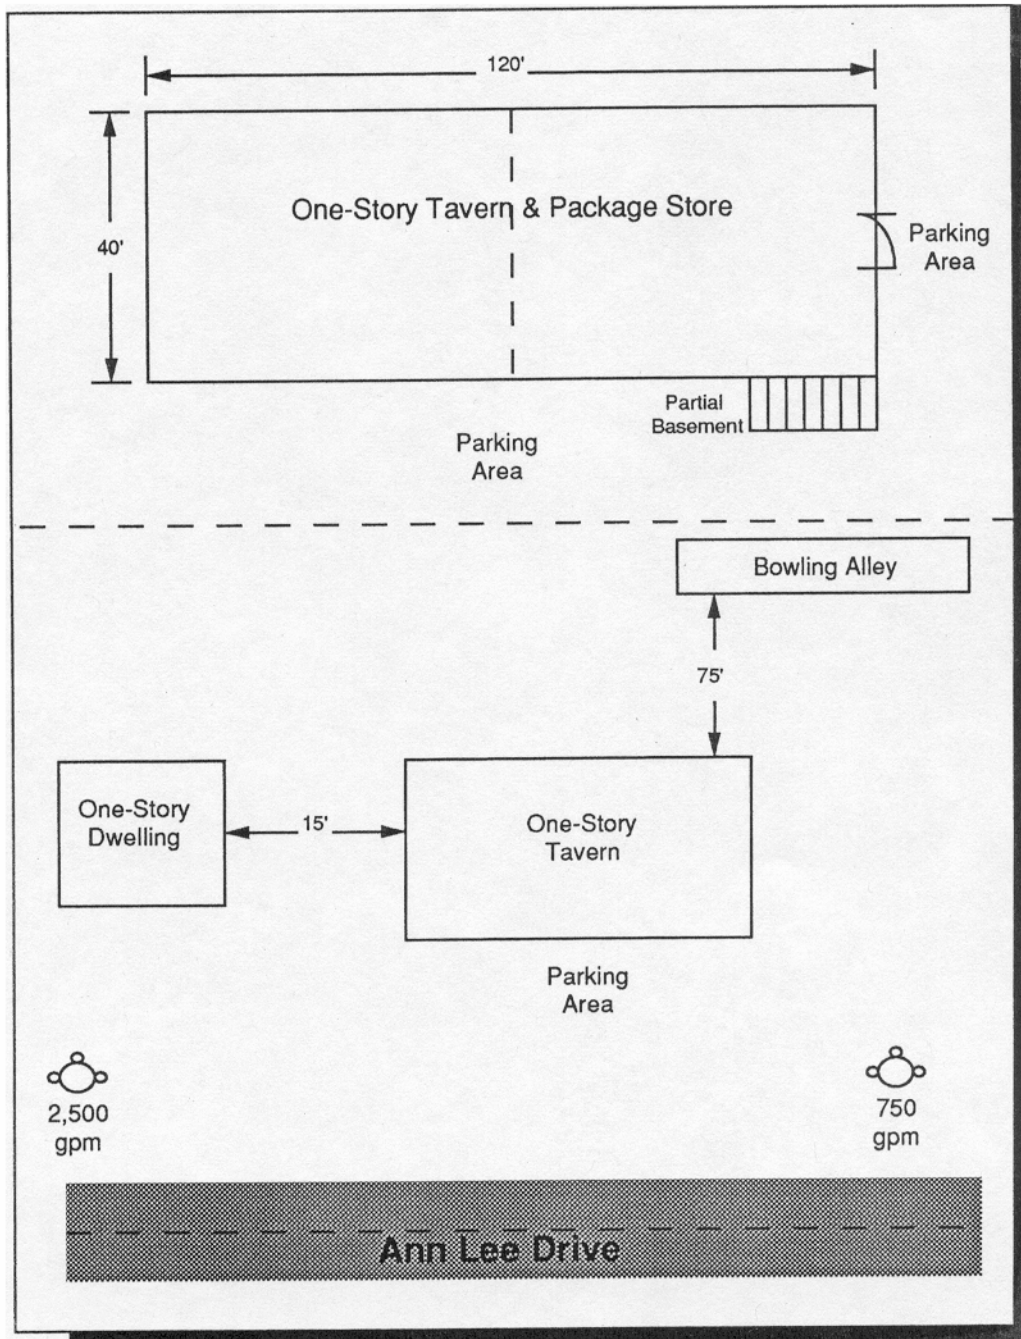 120'
One-Story Tavern & Package Store
40'
Parking
Area
Partial
Basement
Parking
Area
Bowling Alley
75'
One-Story
Dwelling
15'
One-Story
Tavern
Parking
Area
2,500
gpm
750
gpm
Ann Lee Drive